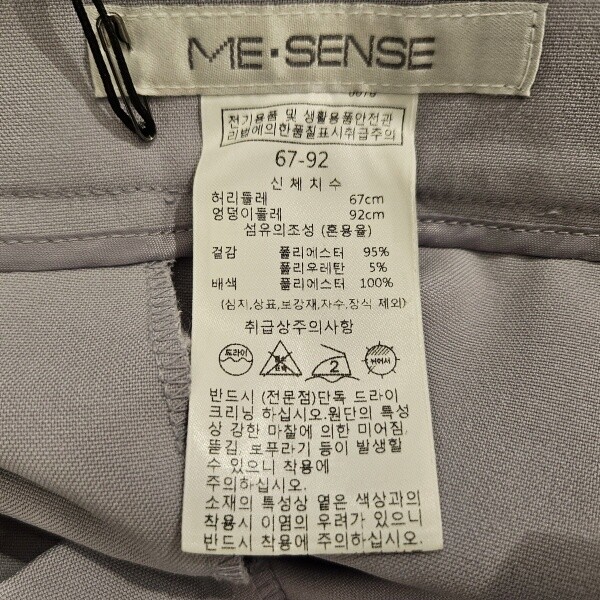 ME·SENSE
전기용품 및 생활용품안전관
리법에의한품질표시취급주의
67-92
신체치수
허리둘레 67cm
엉덩이둘레 92cm
섬유의조성 (혼용율)
겉감 폴리에스터 95%
폴리우레탄 5%
배색 폴리에스터 100%
(심지,상표,보강재,자수,장식 제외)
취급상주의사항
드라이
2
뉘어서
반드시 (전문점)단독 드라이
크리닝 하십시오.원단의 특성
상 강한 마찰에 의한 미어짐,
뜯김, 보푸라기 등이 발생할
수 있으니 착용에
주의하십시오.
소재의 특성상 옅은 색상과의
착용시 이염의 우려가 있으니
반드시 착용에 주의하십시오.